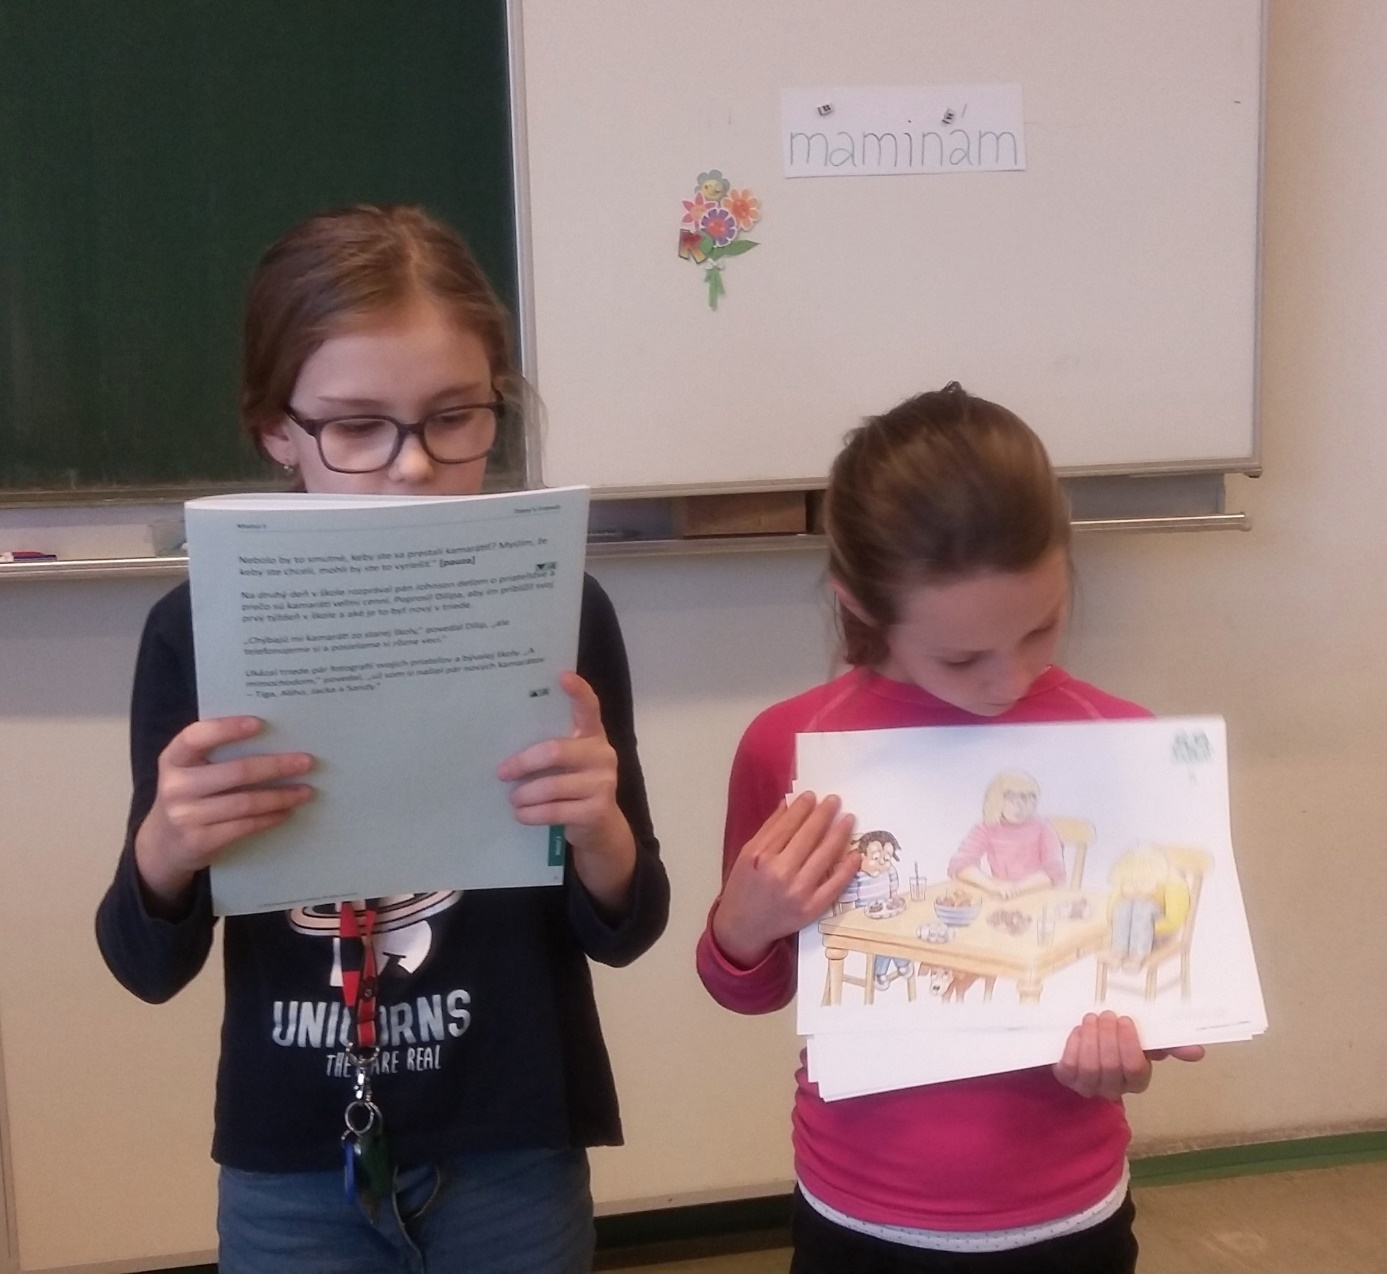 maminám
Nebolo by to smutné, keby ste sa prestali kamarátiť? Myslím, že
keby ste chceli, mohli by ste to vyriešiť.“ [pauza]
Na druhý deň v škole rozprával pán Johnson deťom o priateľstve a
prečo sú kamaráti veľmi cenní. Poprosil Dilipa, aby im priblížil svoj
prvý týždeň v škole a aké je to byť nový v triede.
„Chýbajú mi kamaráti zo starej školy,“ povedal Dilip, „ale
telefonujeme si a posielame si rôzne veci.“
Ukázal triede pár fotografií svojich priateľov a bývalej školy. „A
mimochodom,“ povedal, „už som si našiel pár nových kamarátov
– Tiga, Aišho, Jacka a Sandy.“
UNICORNS
THEY ARE REAL